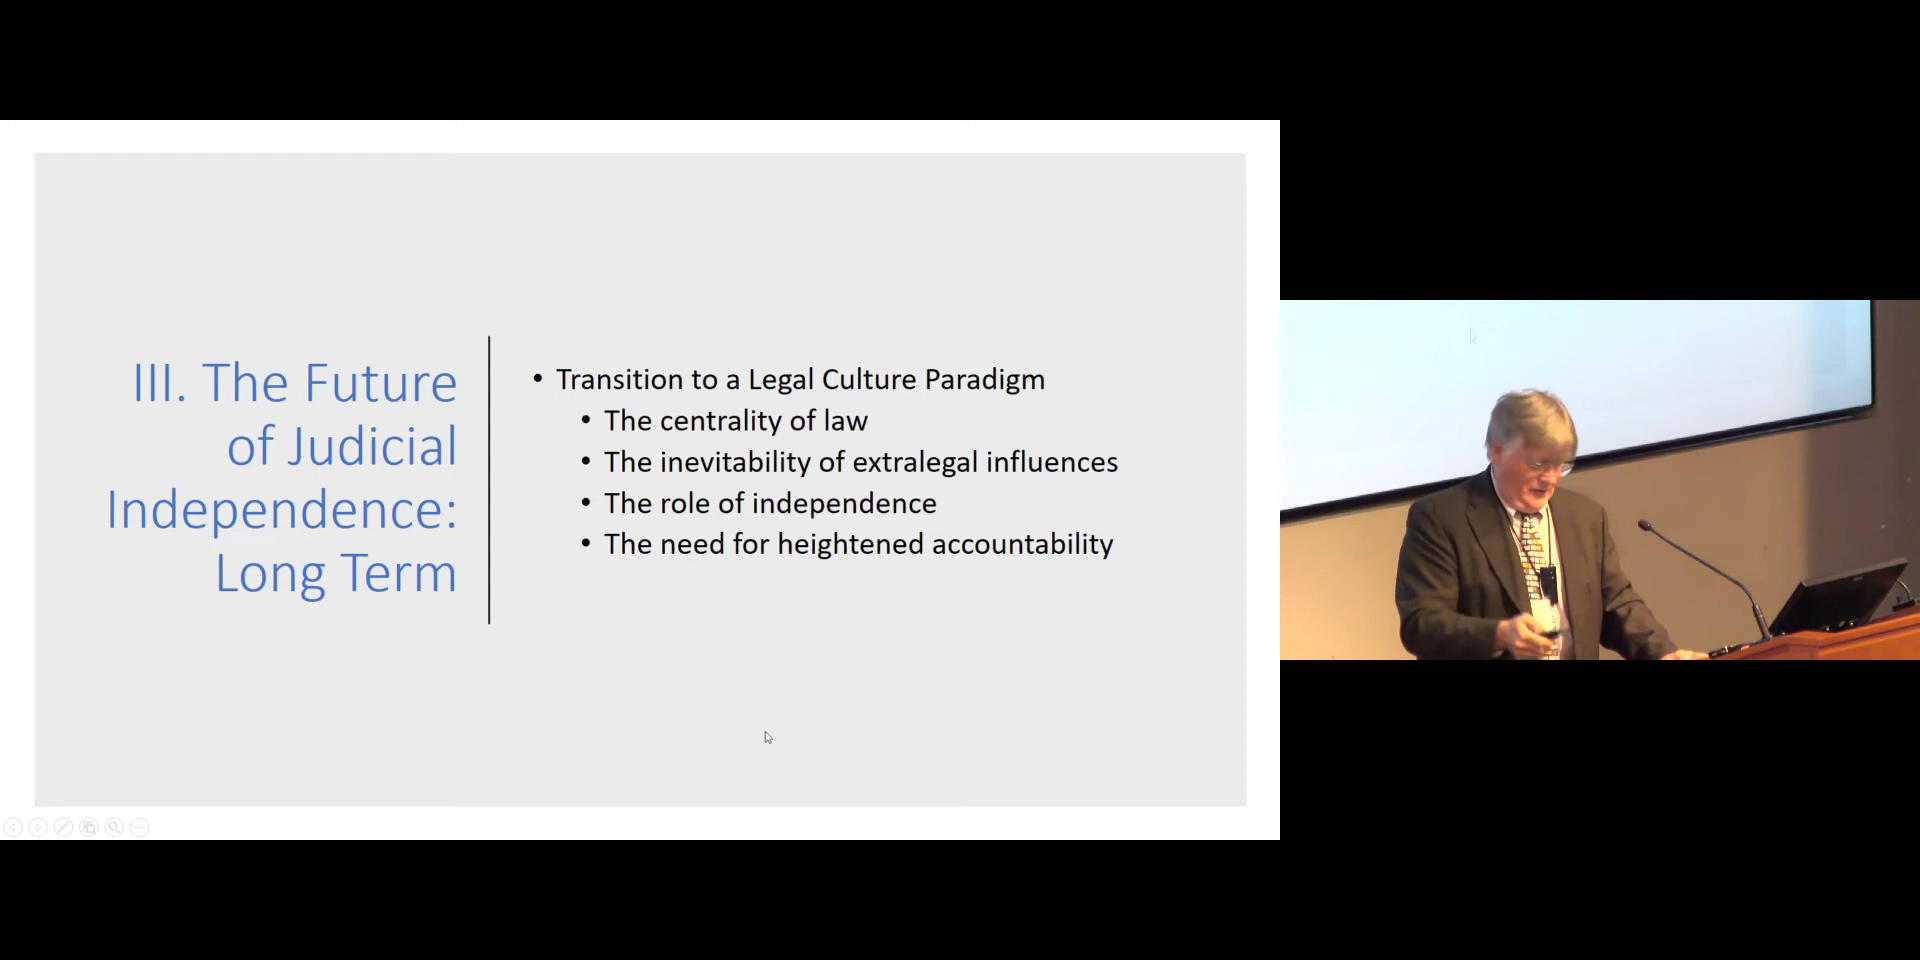 III. The Future
of Judicial
Independence:
Long Term
• Transition to a Legal Culture Paradigm
• The centrality of law
• The inevitability of extralegal influences
• The role of independence
• The need for heightened accountability